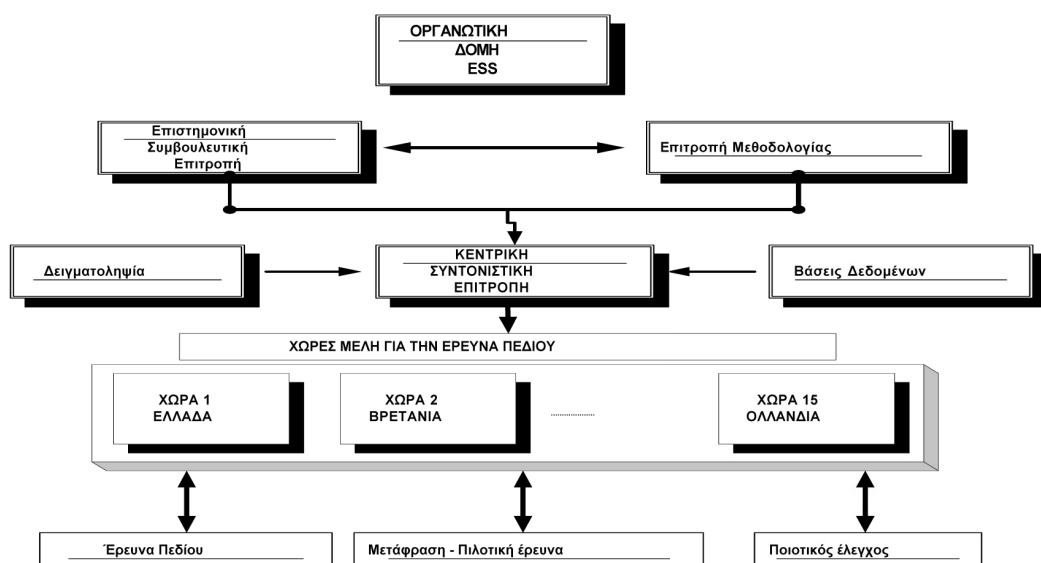 ΟΡΓΑΝΩΤΙΚΗ
ΔΟΜΗ
ESS
Επιστημονική
Συμβουλευτική
Επιτροπή
Επιτροπή Μεθοδολογίας
Δειγματοληψία
ΚΕΝΤΡΙΚΗ
ΣΥΝΤΟΝΙΣΤΙΚΗ
ΕΠΙΤΡΟΠΗ
Βάσεις Δεδομένων
ΧΩΡΕΣ ΜΕΛΗ ΓΙΑ ΤΗΝ ΕΡΕΥΝΑ ΠΕΔΙΟΥ
ΧΩΡΑ 1
ΕΛΛΑΔΑ
ΧΩΡΑ 2
ΒΡΕΤΑΝΙΑ
..................
ΧΩΡΑ 15
ΟΛΛΑΝΔΙΑ
Έρευνα Πεδίου
Μετάφραση - Πιλοτική έρευνα
Ποιοτικός έλεγχος